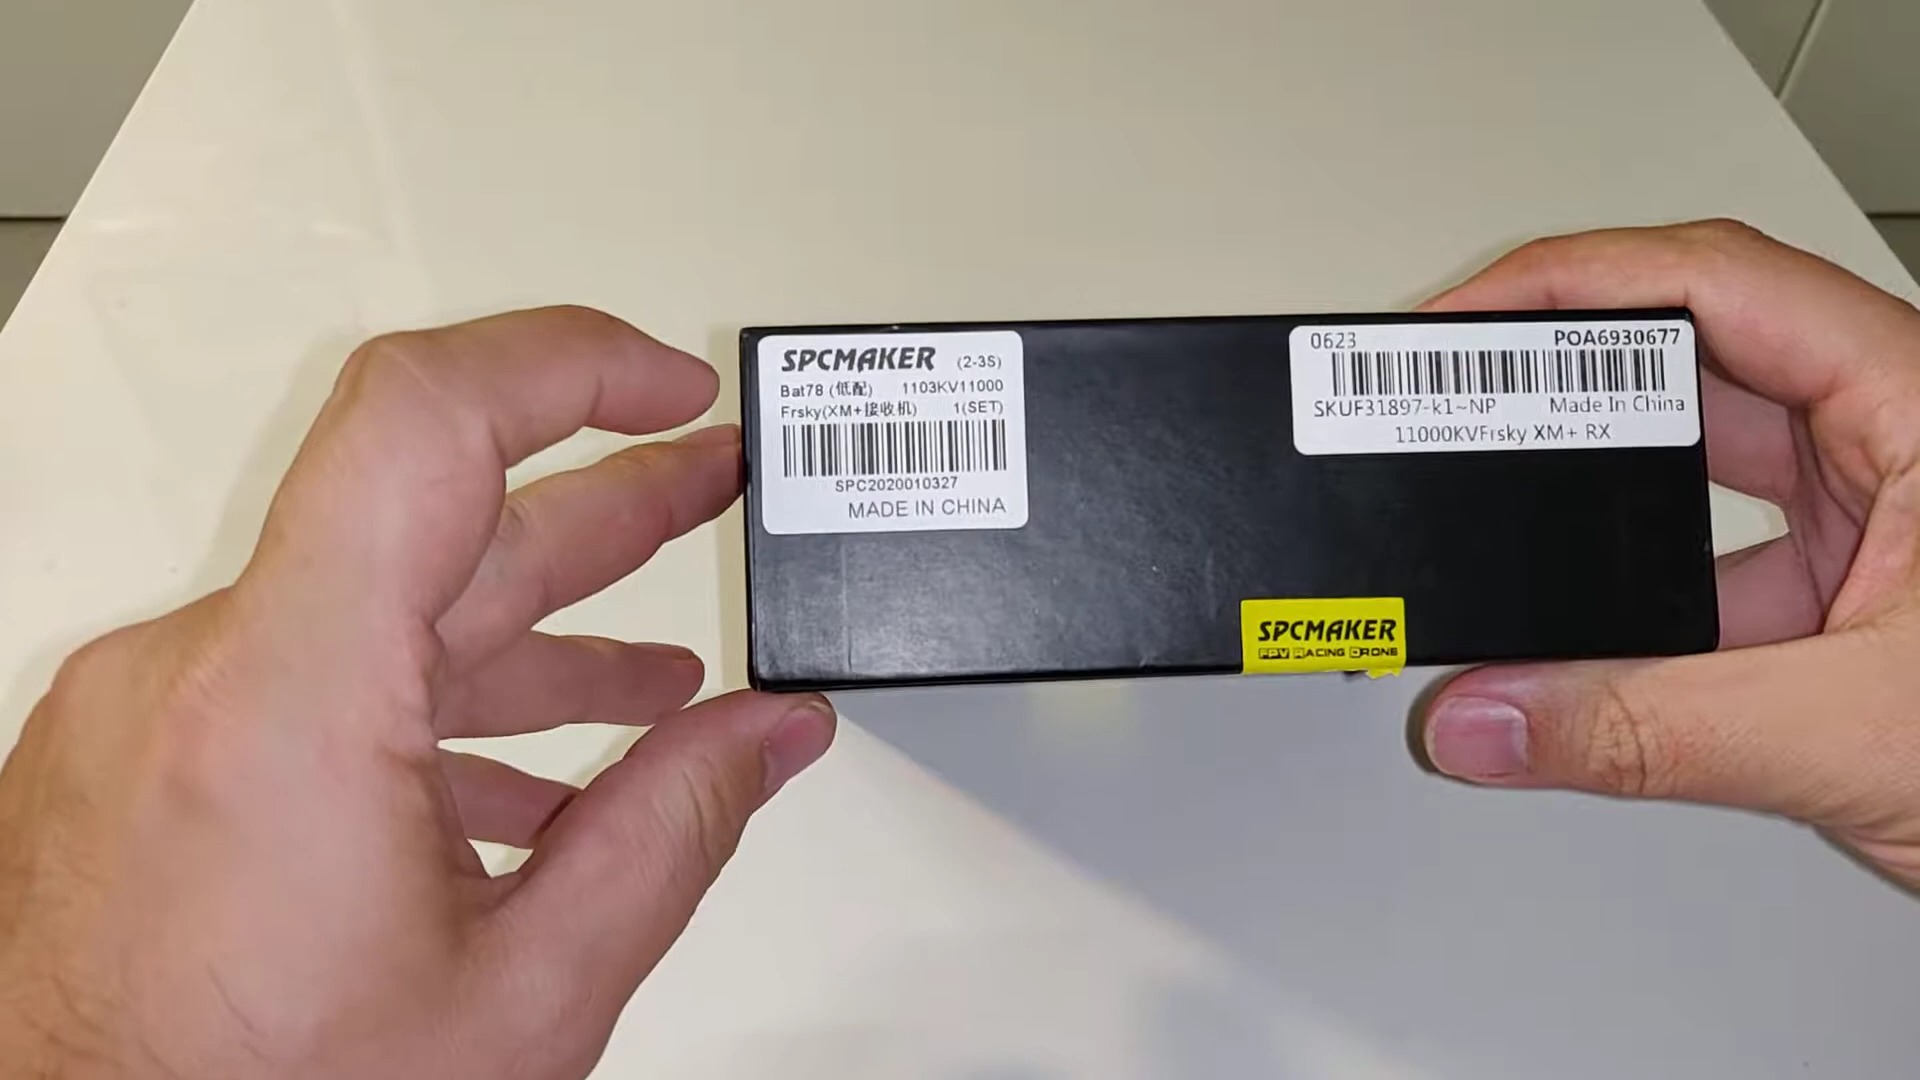 SPCMAKER (2-3S)
Bat78 (低配) 1103KV11000
Frsky(XM+接收机) 1(SET)
SPC2020010327
MADE IN CHINA
0623 POA6930677
SKUF31897-k1~NP Made In China
11000KVFrsky XM+ RX
SPCMAKER
FPV RACING DRONE